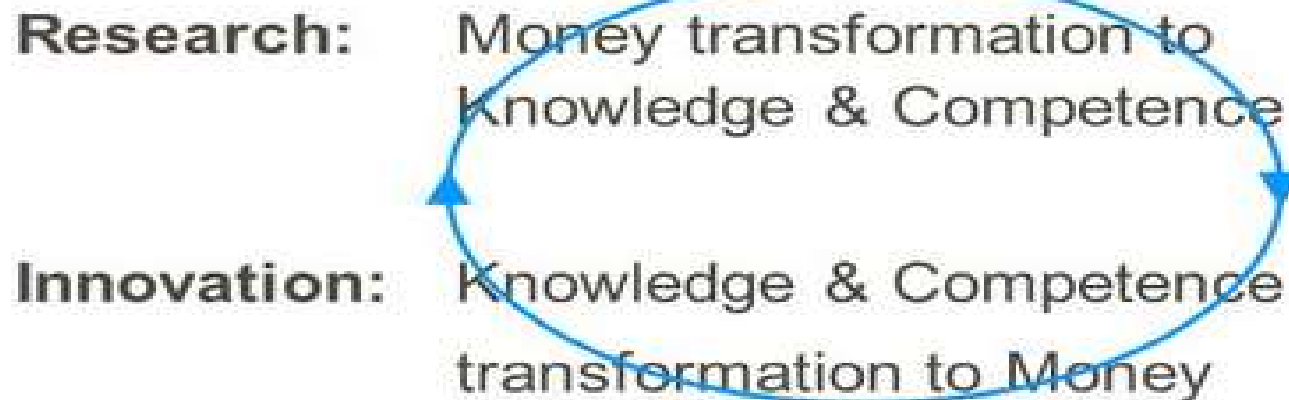 Research: Money transformation to
Knowledge & Competence
Innovation: Knowledge & Competence
transformation to Money